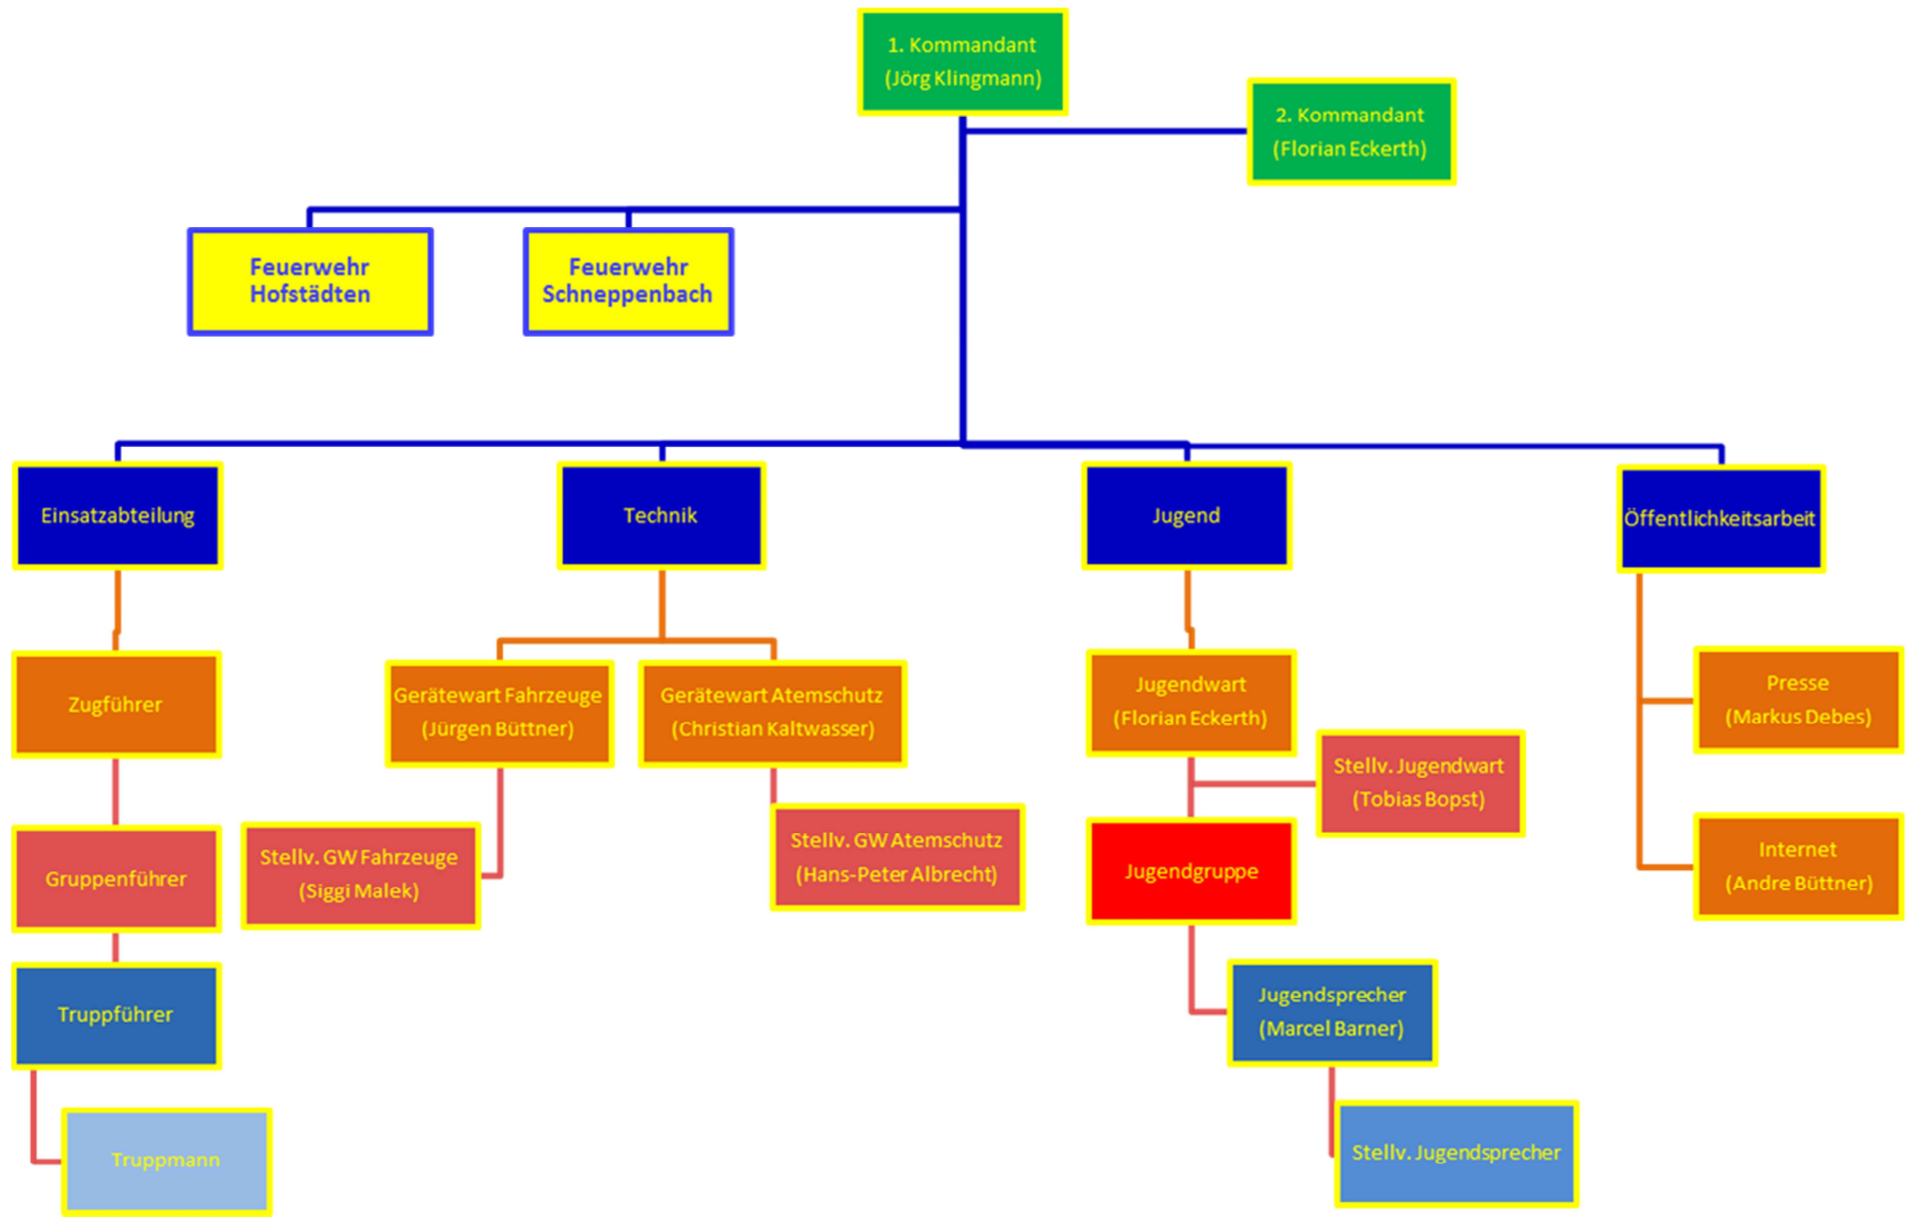 1. Kommandant
(Jörg Klingmann)
2. Kommandant
(Florian Eckerth)
Feuerwehr
Hofstädten
Feuerwehr
Schneppenbach
Einsatzabteilung
Technik
Jugend
Öffentlichkeitsarbeit
Zugführer
Gerätewart Fahrzeuge
(Jürgen Büttner)
Gerätewart Atemschutz
(Christian Kaltwasser)
Jugendwart
(Florian Eckerth)
Presse
(Markus Debes)
Stellv. Jugendwart
(Tobias Bopst)
Gruppenführer
Stellv. GW Fahrzeuge
(Siggi Malek)
Stellv. GW Atemschutz
(Hans-Peter Albrecht)
Jugendgruppe
Internet
(Andre Büttner)
Truppführer
Jugendsprecher
(Marcel Barner)
Truppmann
Stellv. Jugendsprecher